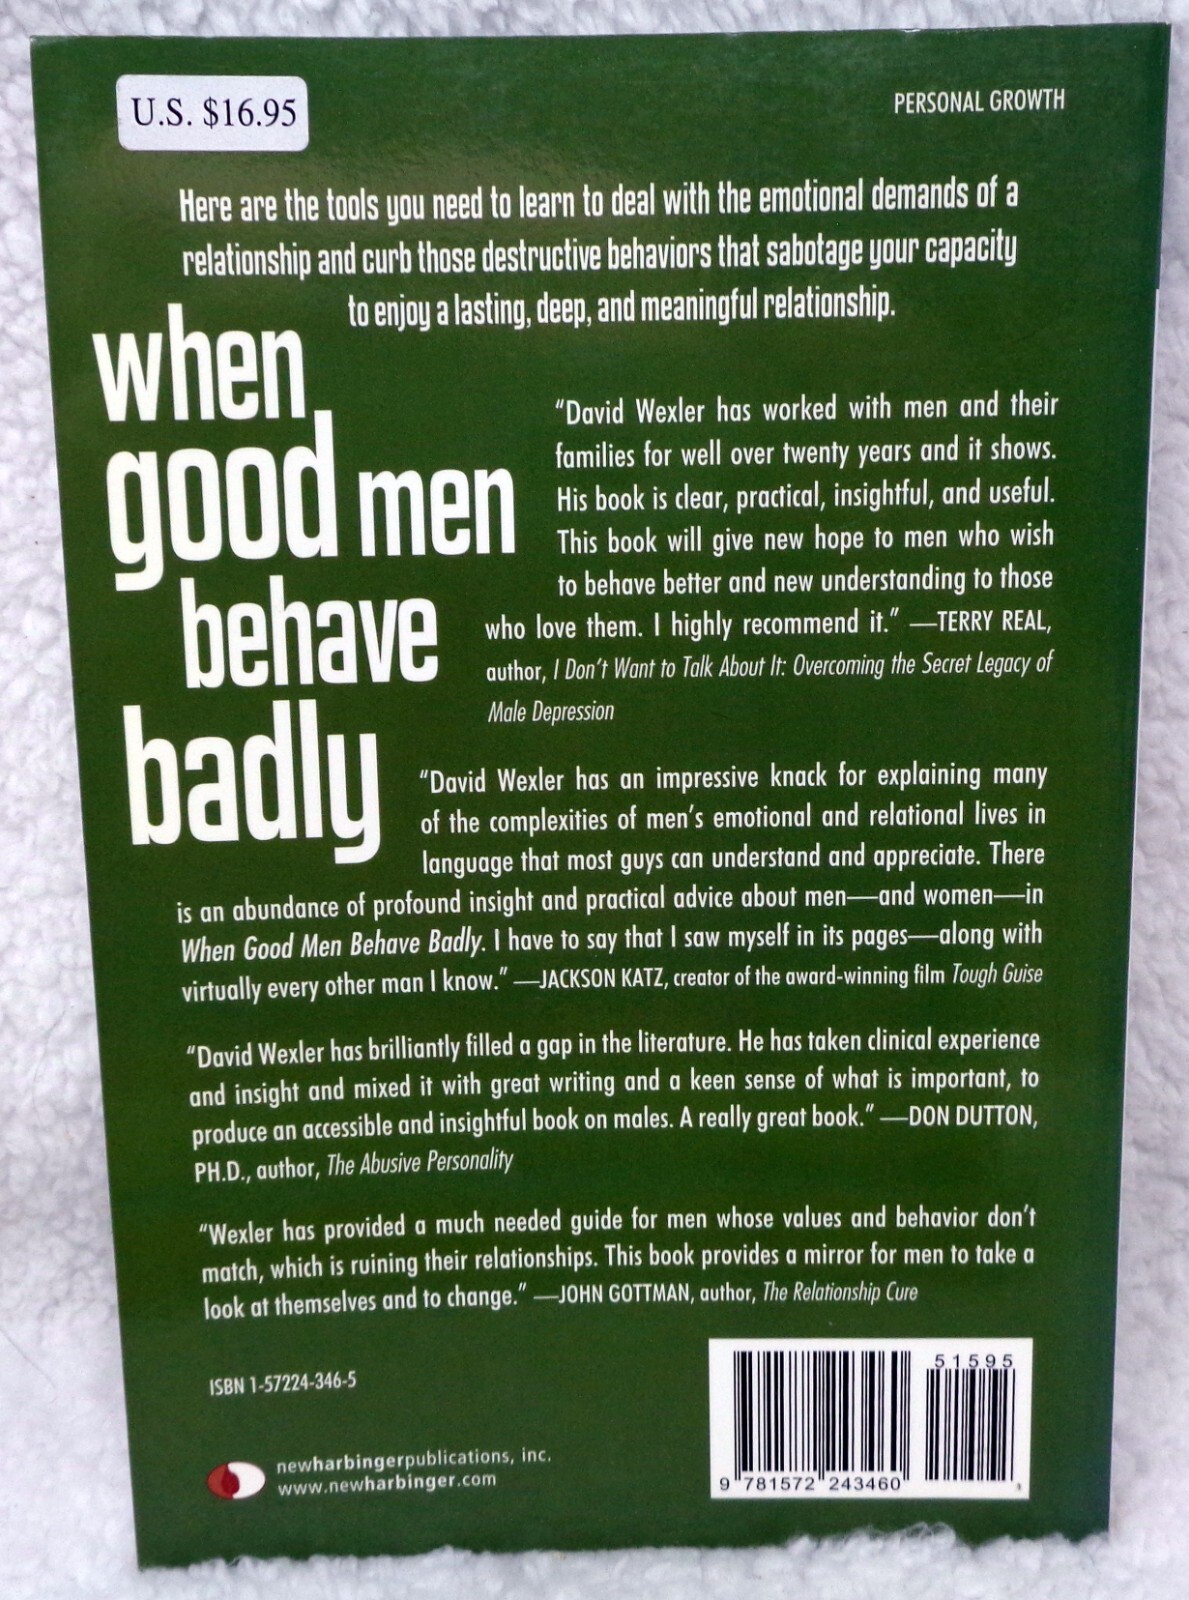 U.S. $16.95
PERSONAL GROWTH
Here are the tools you need to learn to deal with the emotional demands of a
relationship and curb those destructive behaviors that sabotage your capacity
to enjoy a lasting, deep, and meaningful relationship.
when
good men
behave
badly
“David Wexler has worked with men and their
families for well over twenty years and it shows.
His book is clear, practical, insightful, and useful.
This book will give new hope to men who wish
to behave better and new understanding to those
who love them. I highly recommend it.” —TERRY REAL,
author, I Don’t Want to Talk About It: Overcoming the Secret Legacy of
Male Depression
“David Wexler has an impressive knack for explaining many
of the complexities of men’s emotional and relational lives in
language that most guys can understand and appreciate. There
is an abundance of profound insight and practical advice about men—and women—in
When Good Men Behave Badly. I have to say that I saw myself in its pages—along with
virtually every other man I know.” —JACKSON KATZ, creator of the award-winning film Tough Guise
“David Wexler has brilliantly filled a gap in the literature. He has taken clinical experience
and insight and mixed it with great writing and a keen sense of what is important, to
produce an accessible and insightful book on males. A really great book.” —DON DUTTON,
PH.D., author, The Abusive Personality
“Wexler has provided a much needed guide for men whose values and behavior don’t
match, which is ruining their relationships. This book provides a mirror for men to take a
look at themselves and to change.” —JOHN GOTTMAN, author, The Relationship Cure
ISBN 1-57224-346-5
newharbingerpublications, inc.
www.newharbinger.com
51595
9 781572 243460